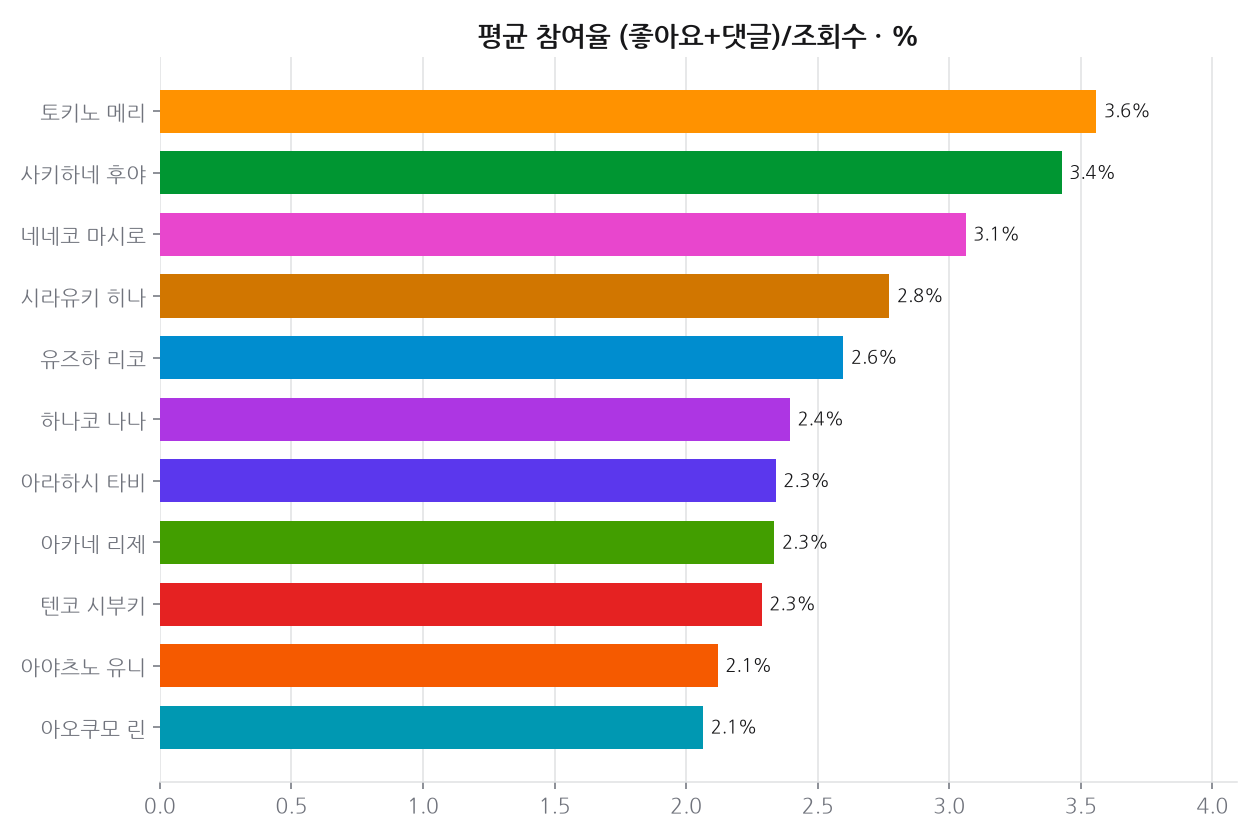 평균 참여율 (좋아요+댓글)/조회수 · %
토키노 메리 3.6%
사키하네 후야 3.4%
네네코 마시로 3.1%
시라유키 히나 2.8%
유즈하 리코 2.6%
하나코 나나 2.4%
아라하시 타비 2.3%
아카네 리제 2.3%
텐코 시부키 2.3%
아야츠노 유니 2.1%
아오쿠모 린 2.1%
0.0 0.5 1.0 1.5 2.0 2.5 3.0 3.5 4.0